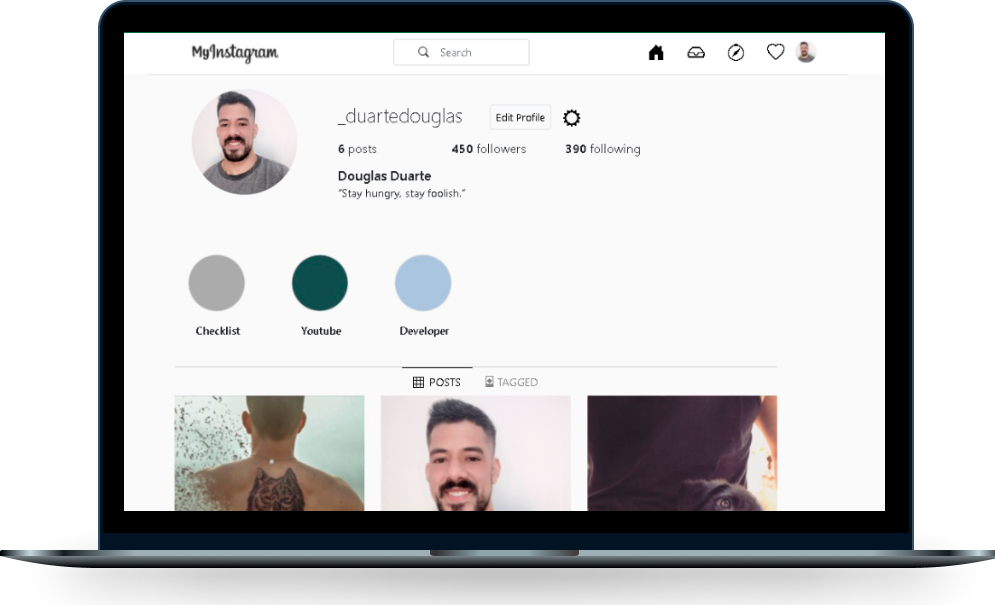 MyInstagram
Search
_duartedouglas
Edit Profile
6 posts
450 followers
390 following
Douglas Duarte
"Stay hungry, stay foolish."
Checklist
Youtube
Developer
POSTS
TAGGED